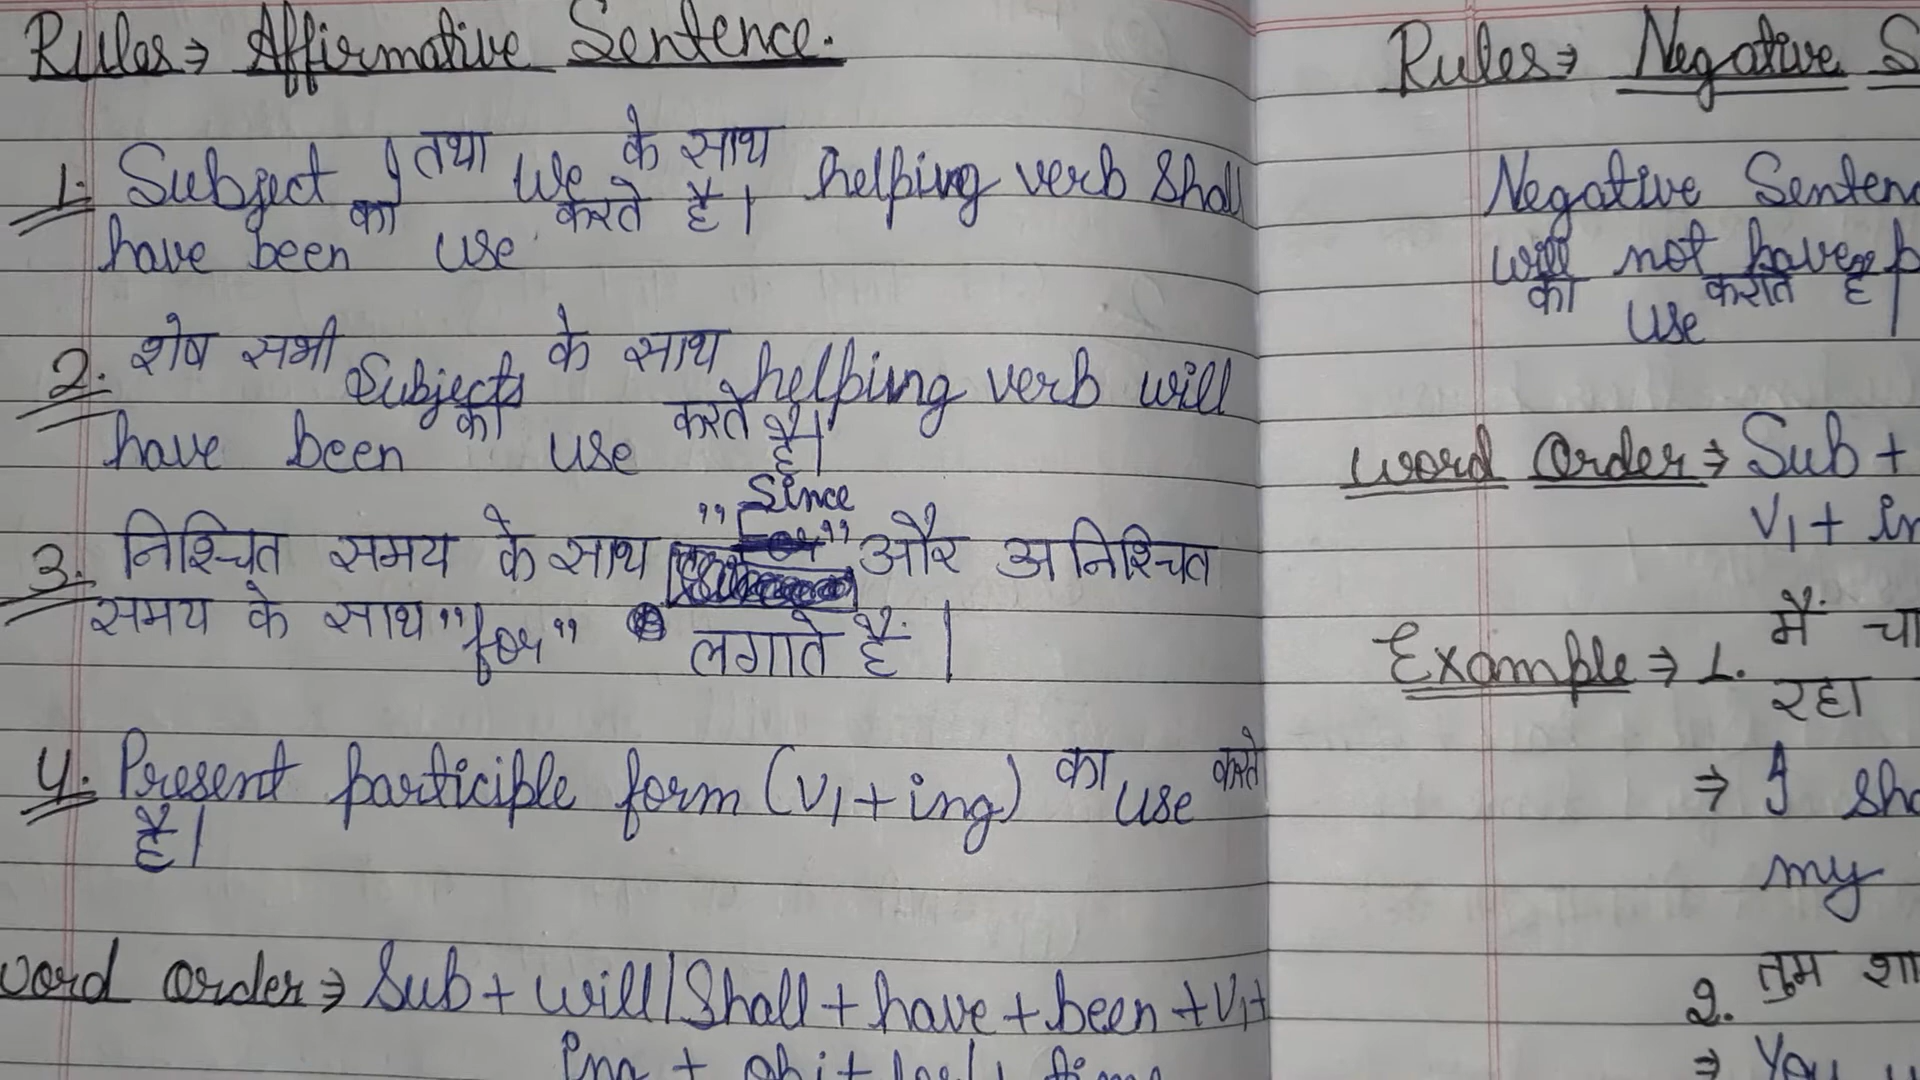 Rules⇒ Affirmative Sentence.
1. Subject I तथा We के साथ helping verb Shall
have been का use करते है।
2. शेष सभी Subjects के साथ helping verb will
have been का use करते है।
3. निश्चित समय के साथ "Since" और अनिश्चित
समय के साथ "for" लगाते है।
4. Present participle form (V1+ing) का use करते
है।
word order⇒ Sub + will/Shall + have + been + V1+
ing + obj +
Rules⇒ Negative
Negative
will not have
का use कराते है।
word order⇒ Sub +
V1 +
Example⇒ 1. मैं
रहा
⇒ I
my
2. तुम
⇒ You